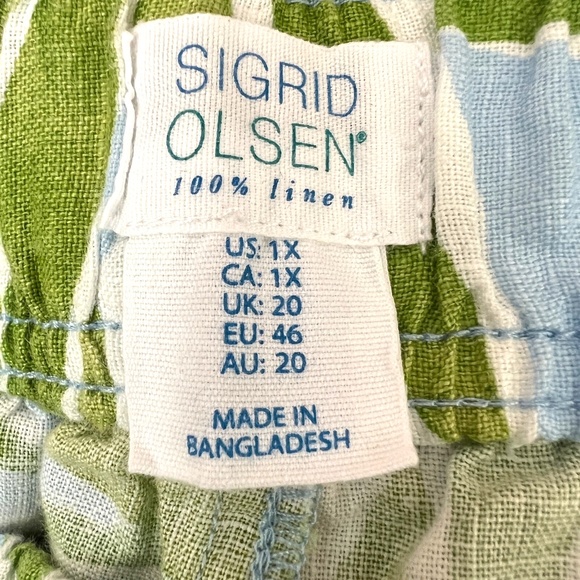 SIGRID
OLSEN®
100% linen
US: 1X
CA: 1X
UK: 20
EU: 46
AU: 20
MADE IN
BANGLADESH